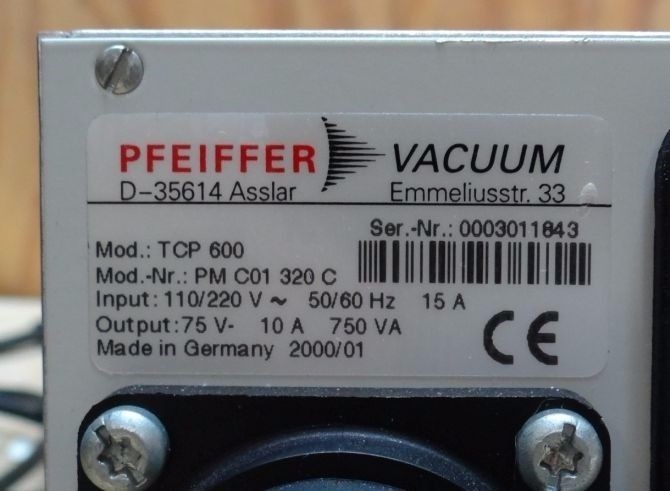 PFEIFFER VACUUM
D-35614 Asslar Emmeliusstr. 33
Ser.-Nr.: 0003011843
Mod.: TCP 600
Mod.-Nr.: PM C01 320 C
Input: 110/220 V ~ 50/60 Hz 15 A
Output: 75 V- 10 A 750 VA
Made in Germany 2000/01
CE